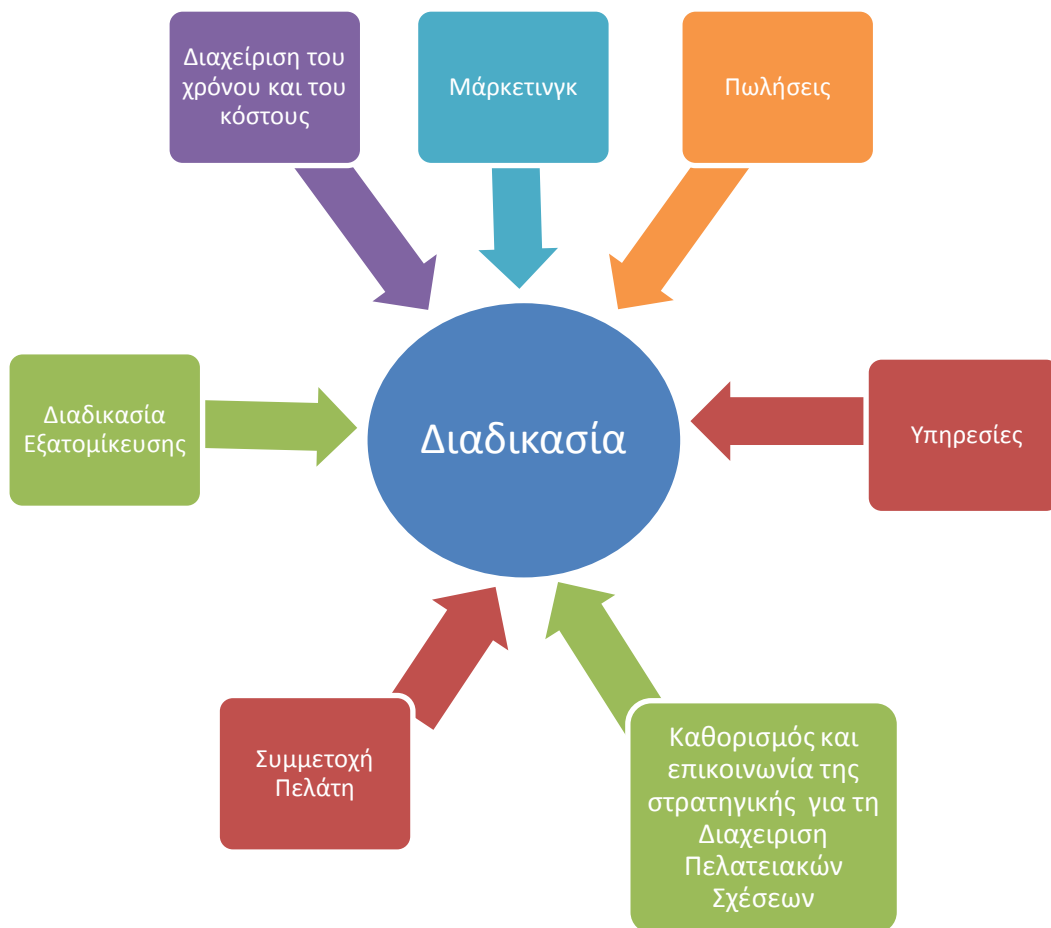 Διαχείριση του
χρόνου και του
κόστους
Μάρκετινγκ
Πωλήσεις
Διαδικασία
Εξατομίκευσης
Διαδικασία
Υπηρεσίες
Συμμετοχή
Πελάτη
Καθορισμός και
επικοινωνία της
στρατηγικής για τη
Διαχειριση
Πελατειακών
Σχέσεων